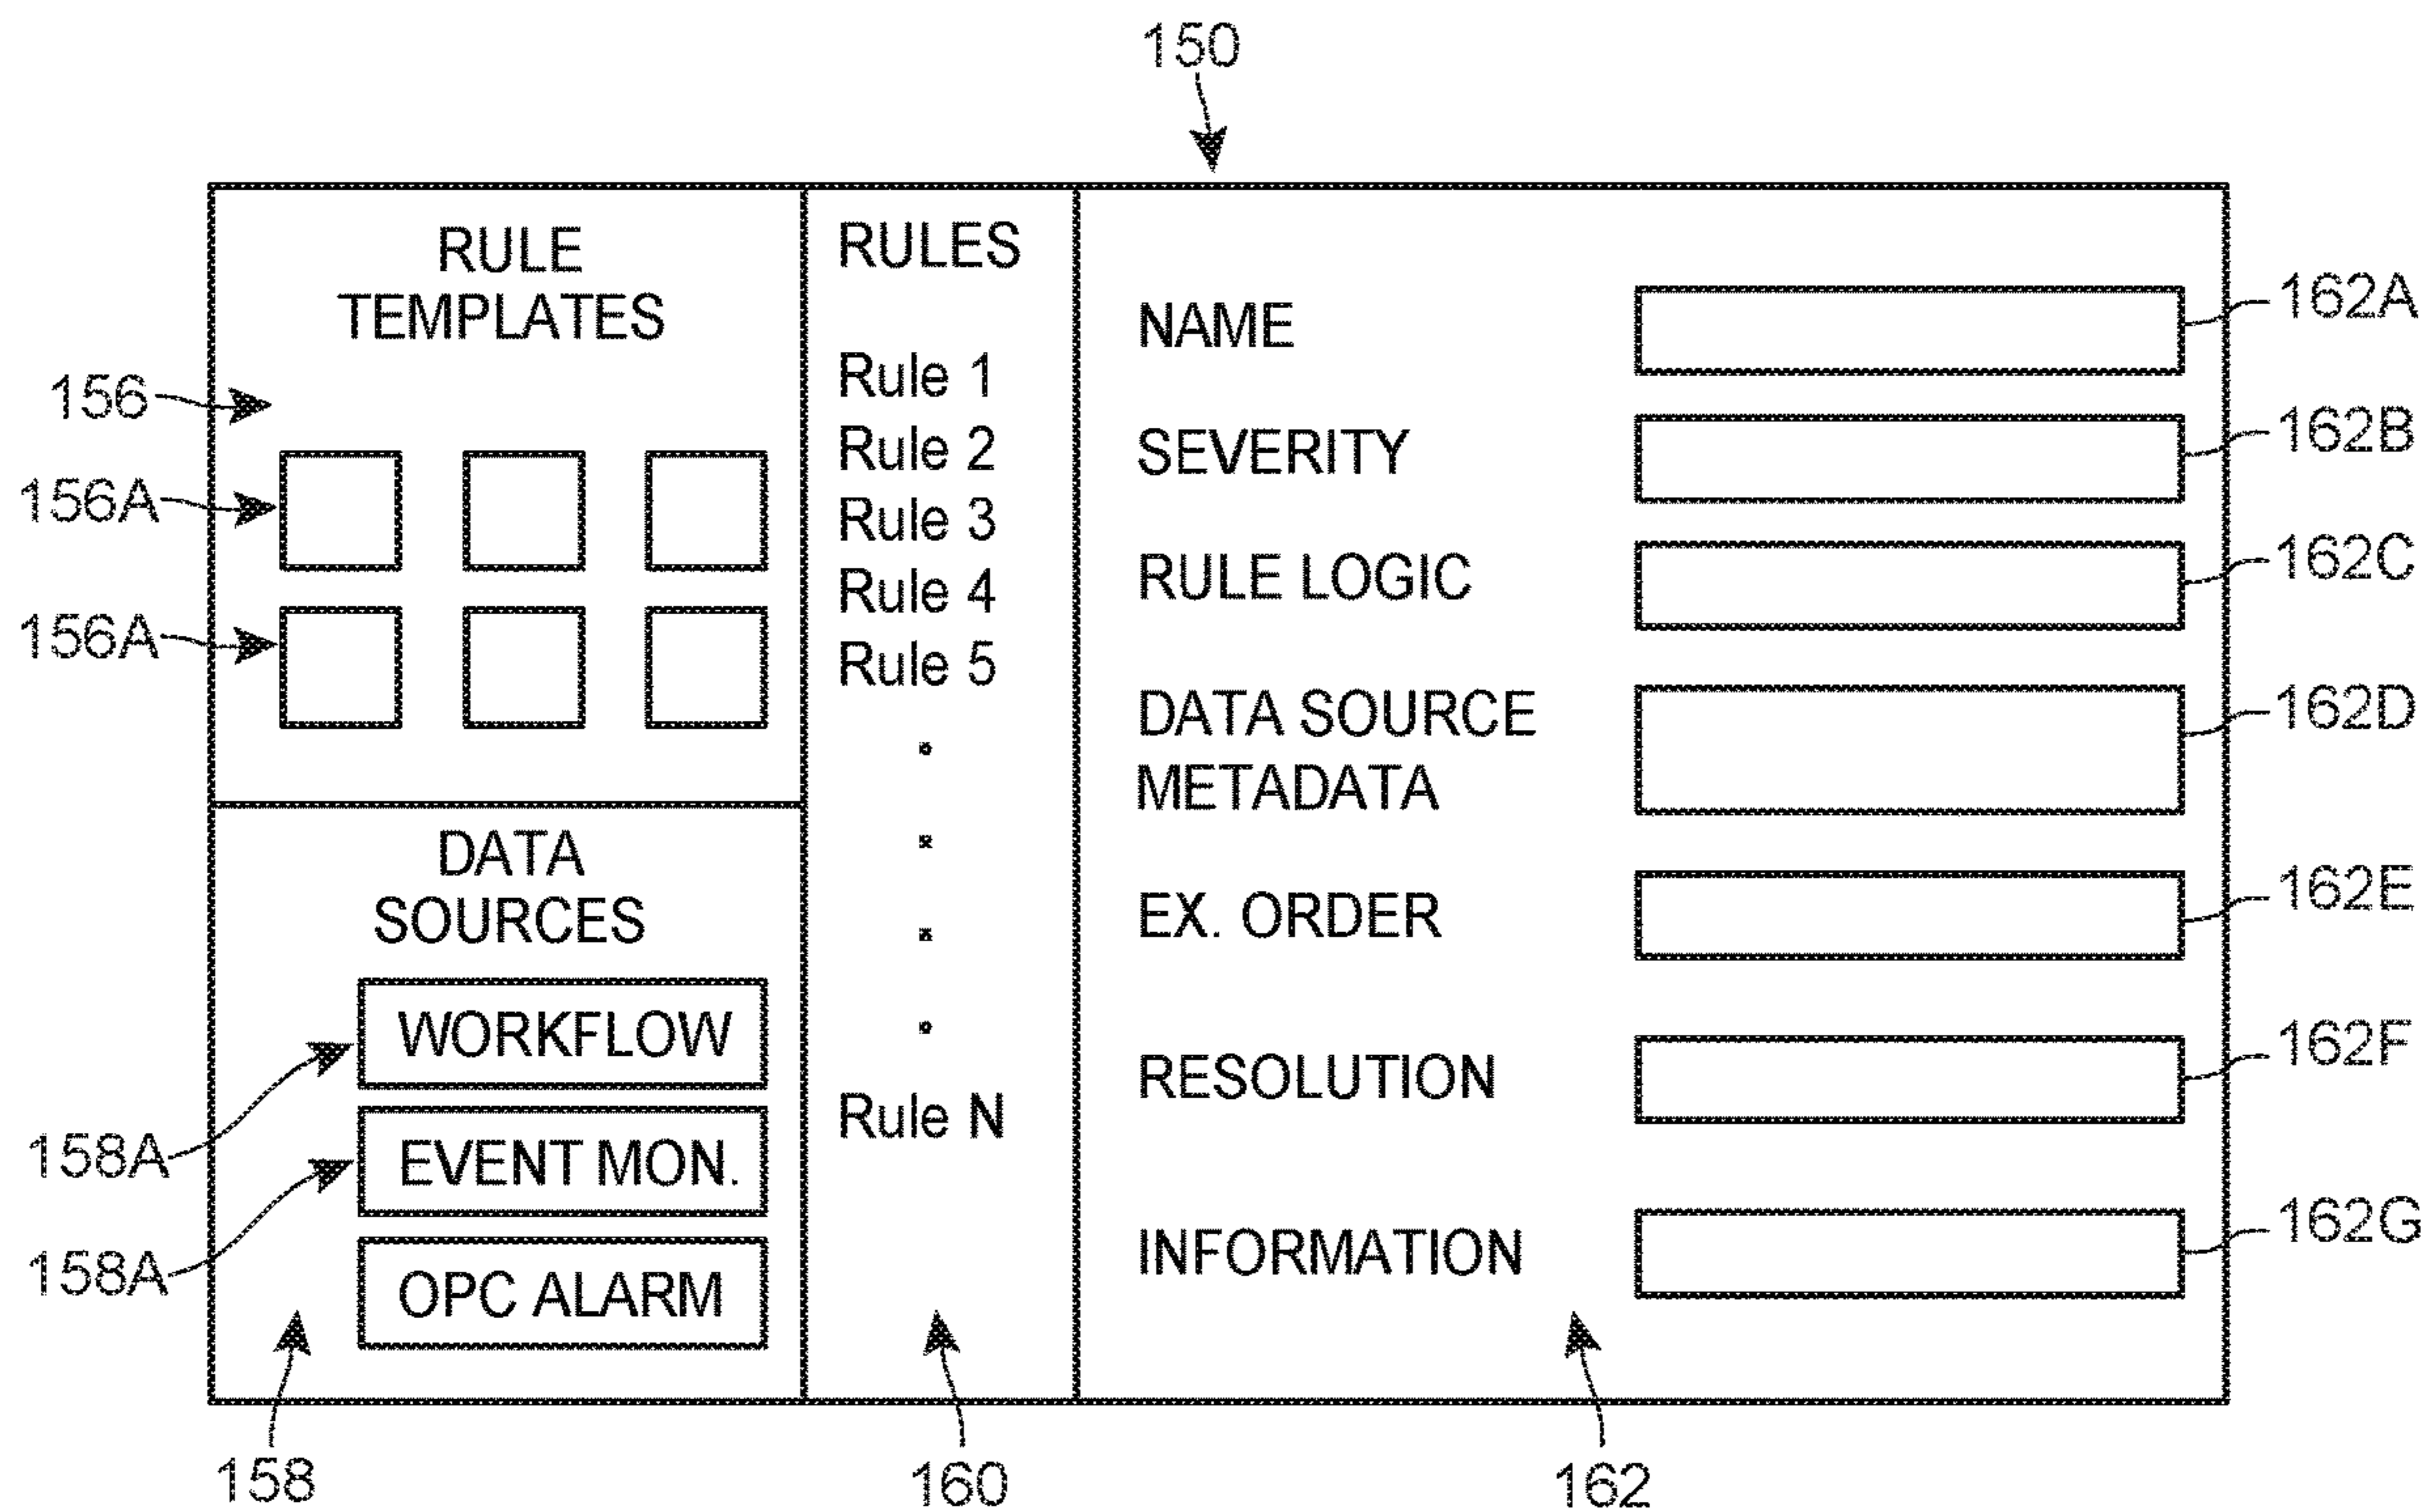 150
RULE
TEMPLATES
156
156A
156A
DATA
SOURCES
WORKFLOW
EVENT MON.
OPC ALARM
158A
158A
158
RULES
Rule 1
Rule 2
Rule 3
Rule 4
Rule 5
Rule N
160
NAME
162A
SEVERITY
162B
RULE LOGIC
162C
DATA SOURCE
METADATA
162D
EX. ORDER
162E
RESOLUTION
162F
INFORMATION
162G
162